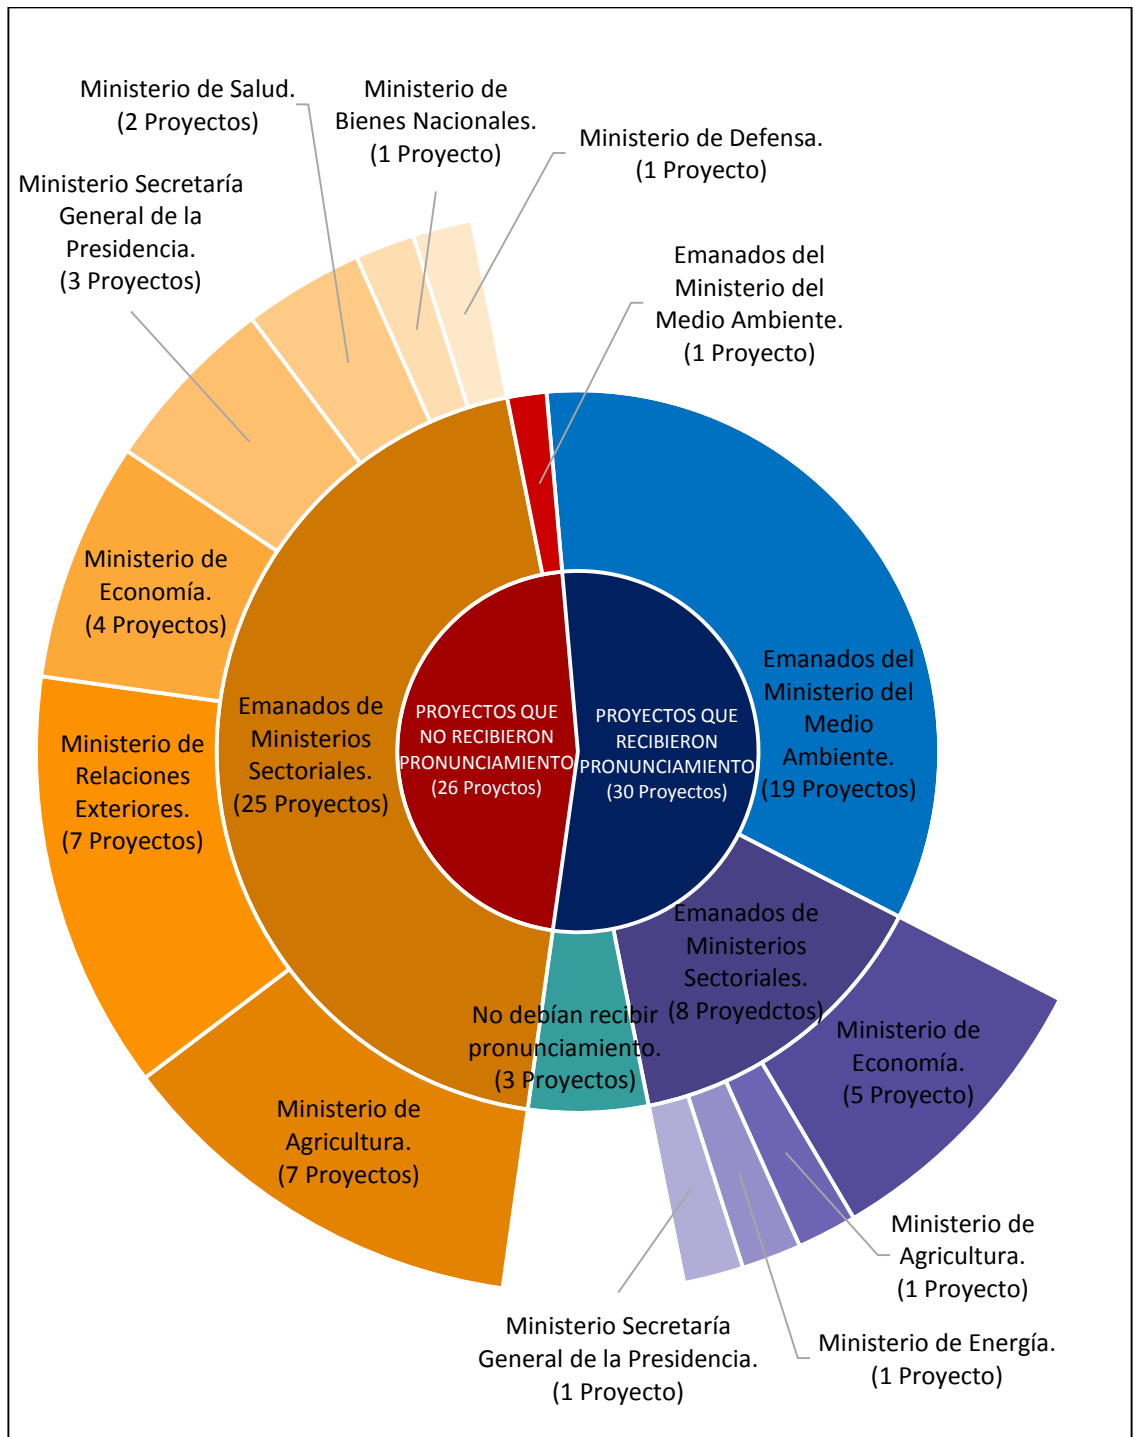 Ministerio de Salud.
(2 Proyectos)
Ministerio de
Bienes Nacionales.
(1 Proyecto)
Ministerio de Defensa.
(1 Proyecto)
Ministerio Secretaría
General de la
Presidencia.
(3 Proyectos)
Emanados del
Ministerio del
Medio Ambiente.
(1 Proyecto)
Ministerio de
Economía.
(4 Proyectos)
Ministerio de
Relaciones
Exteriores.
(7 Proyectos)
Emanados de
Ministerios
Sectoriales.
(25 Proyectos)
PROYECTOS QUE
NO RECIBIERON
PRONUNCIAMIENTO
(26 Proyctos)
PROYECTOS QUE
RECIBIERON
PRONUNCIAMIENTO
(30 Proyectos)
Emanados del
Ministerio del
Medio
Ambiente.
(19 Proyectos)
Emanados de
Ministerios
Sectoriales.
(8 Proyedctos)
No debían recibir
pronunciamiento.
(3 Proyectos)
Ministerio de
Economía.
(5 Proyecto)
Ministerio de
Agricultura.
(7 Proyectos)
Ministerio de
Agricultura.
(1 Proyecto)
Ministerio Secretaría
General de la Presidencia.
(1 Proyecto)
Ministerio de Energía.
(1 Proyecto)